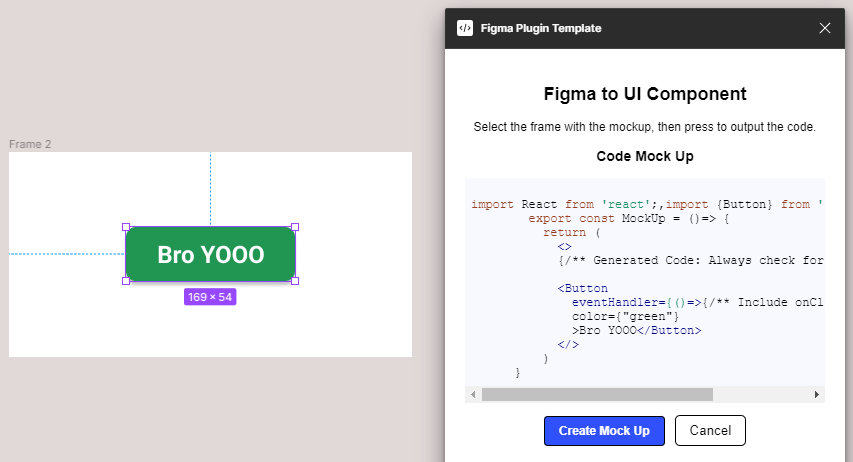 Figma Plugin Template
Figma to UI Component
Select the frame with the mockup, then press to output the code.
Code Mock Up
import React from 'react';,import {Button} from '
export const MockUp = ()=> {
return (
<>
{/** Generated Code: Always check for
<Button
eventHandler={()=>{/** Include onCl
color={"green"}
>Bro YOOO</Button>
</>
)
}
Create Mock Up
Cancel
Frame 2
Bro YOOO
169 × 54